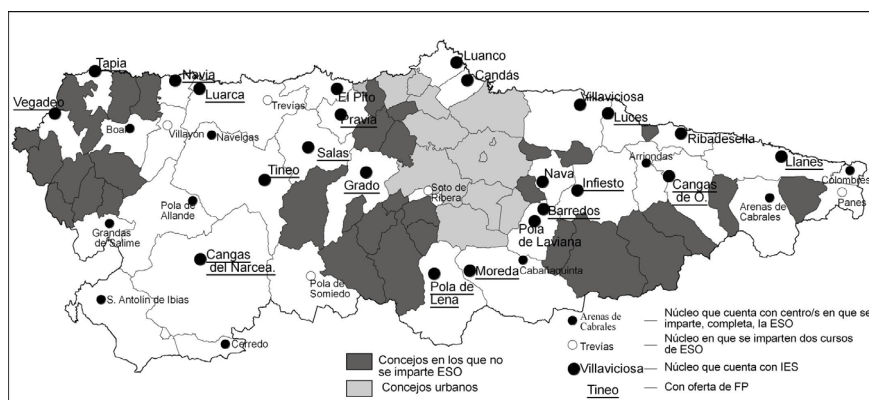 Tapia
Navia
Luarca
Vegadeo
Boal
Villayón
Navelgas
Trevías
El Pito
Pravia
Salas
Tineo
Grado
Luanco
Candás
Villaviciosa
Luces
Ribadesella
Arriondas
Llanes
Colombres
Panes
Arenas de
Cabrales
Cangas
de O.
Nava
Infiesto
Barredos
Pola
de Laviana
Cabañaquinta
Soto de
Ribera
Pola de
Allande
Grandas
de Salime
Cangas
del Narcea.
S. Antolín de Ibias
Cerredo
Pola de
Somiedo
Pola de
Lena
Moreda
Concejos en los que no
se imparte ESO
Concejos urbanos
Arenas de
Cabrales
Núcleo que cuenta con centro/s en que se
imparte, completa, la ESO
Trevías
Núcleo en que se imparten dos cursos
de ESO
Villaviciosa
Núcleo que cuenta con IES
Tineo
Con oferta de FP